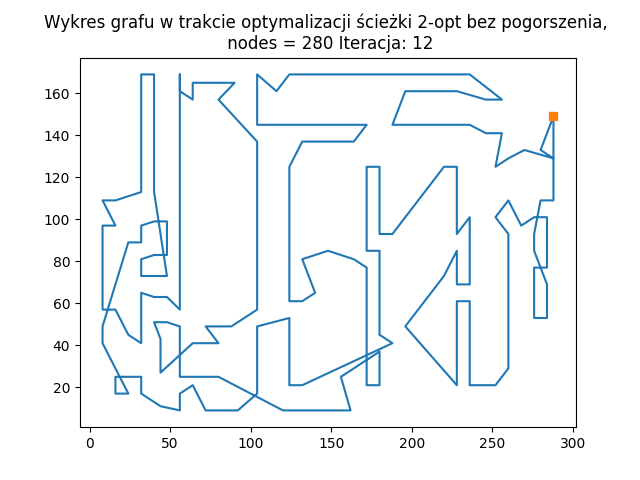 Wykres grafu w trakcie optymalizacji ścieżki 2-opt bez pogorszenia,
nodes = 280 Iteracja: 12
160
140
120
100
80
60
40
20
0 50 100 150 200 250 300